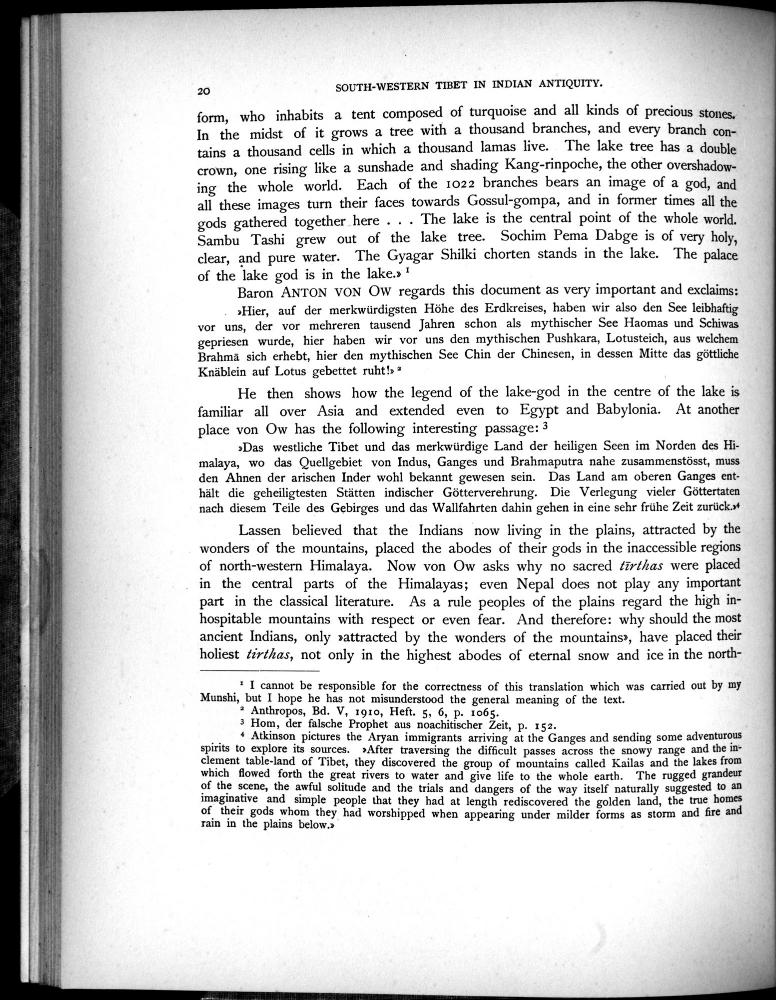 20
SOUTH-WESTERN TIBET IN INDIAN ANTIQUITY.
form, who inhabits a tent composed of turquoise and all kinds of precious stones.
In the midst of it grows a tree with a thousand branches, and every branch con-
tains a thousand cells in which a thousand lamas live. The lake tree has a double
crown, one rising like a sunshade and shading Kang-rinpoche, the other overshadow-
ing the whole world. Each of the 1022 branches bears an image of a god, and
all these images turn their faces towards Gossul-gompa, and in former times all the
gods gathered together here . . . The lake is the central point of the whole world.
Sambu Tashi grew out of the lake tree. Sochim Pema Dabge is of very holy,
clear, and pure water. The Gyagar Shilki chorten stands in the lake. The palace
of the lake god is in the lake.» ¹
Baron ANTON VON OW regards this document as very important and exclaims:
»Hier, auf der merkwürdigsten Höhe des Erdkreises, haben wir also den See leibhaftig
vor uns, der vor mehreren tausend Jahren schon als mythischer See Haomas und Schiwas
gepriesen wurde, hier haben wir vor uns den mythischen Pushkara, Lotusteich, aus welchem
Brahmā sich erhebt, hier den mythischen See Chin der Chinesen, in dessen Mitte das göttliche
Knäblein auf Lotus gebettet ruht!» ²
He then shows how the legend of the lake-god in the centre of the lake is
familiar all over Asia and extended even to Egypt and Babylonia. At another
place von Ow has the following interesting passage: ³
»Das westliche Tibet und das merkwürdige Land der heiligen Seen im Norden des Hi-
malaya, wo das Quellgebiet von Indus, Ganges und Brahmaputra nahe zusammenstösst, muss
den Ahnen der arischen Inder wohl bekannt gewesen sein. Das Land am oberen Ganges ent-
hält die geheiligtesten Stätten indischer Götterverehrung. Die Verlegung vieler Göttertaten
nach diesem Teile des Gebirges und das Wallfahrten dahin gehen in eine sehr frühe Zeit zurück.»⁴
Lassen believed that the Indians now living in the plains, attracted by the
wonders of the mountains, placed the abodes of their gods in the inaccessible regions
of north-western Himalaya. Now von Ow asks why no sacred tīrthas were placed
in the central parts of the Himalayas; even Nepal does not play any important
part in the classical literature. As a rule peoples of the plains regard the high in-
hospitable mountains with respect or even fear. And therefore: why should the most
ancient Indians, only »attracted by the wonders of the mountains», have placed their
holiest tirthas, not only in the highest abodes of eternal snow and ice in the north-
¹ I cannot be responsible for the correctness of this translation which was carried out by my
Munshi, but I hope he has not misunderstood the general meaning of the text.
² Anthropos, Bd. V, 1910, Heft. 5, 6, p. 1065.
³ Hom, der falsche Prophet aus noachitischer Zeit, p. 152.
⁴ Atkinson pictures the Aryan immigrants arriving at the Ganges and sending some adventurous
spirits to explore its sources. »After traversing the difficult passes across the snowy range and the in-
clement table-land of Tibet, they discovered the group of mountains called Kailas and the lakes from
which flowed forth the great rivers to water and give life to the whole earth. The rugged grandeur
of the scene, the awful solitude and the trials and dangers of the way itself naturally suggested to an
imaginative and simple people that they had at length rediscovered the golden land, the true homes
of their gods whom they had worshipped when appearing under milder forms as storm and fire and
rain in the plains below.»